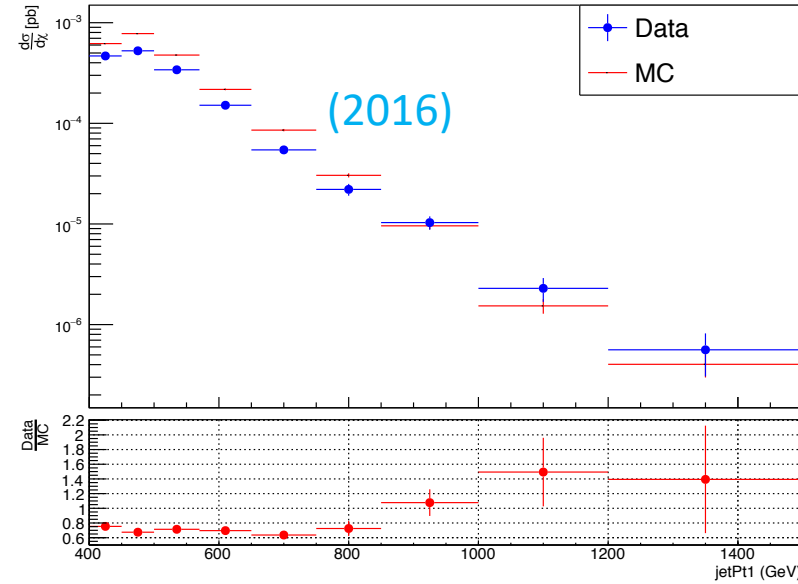 dσ
dχ [pb]
10⁻³
10⁻⁴
10⁻⁵
10⁻⁶
Data
MC
(2016)
Data
MC
2.2
2
1.8
1.6
1.4
1.2
1
0.8
0.6
400 600 800 1000 1200 1400
jetPt1 (GeV)